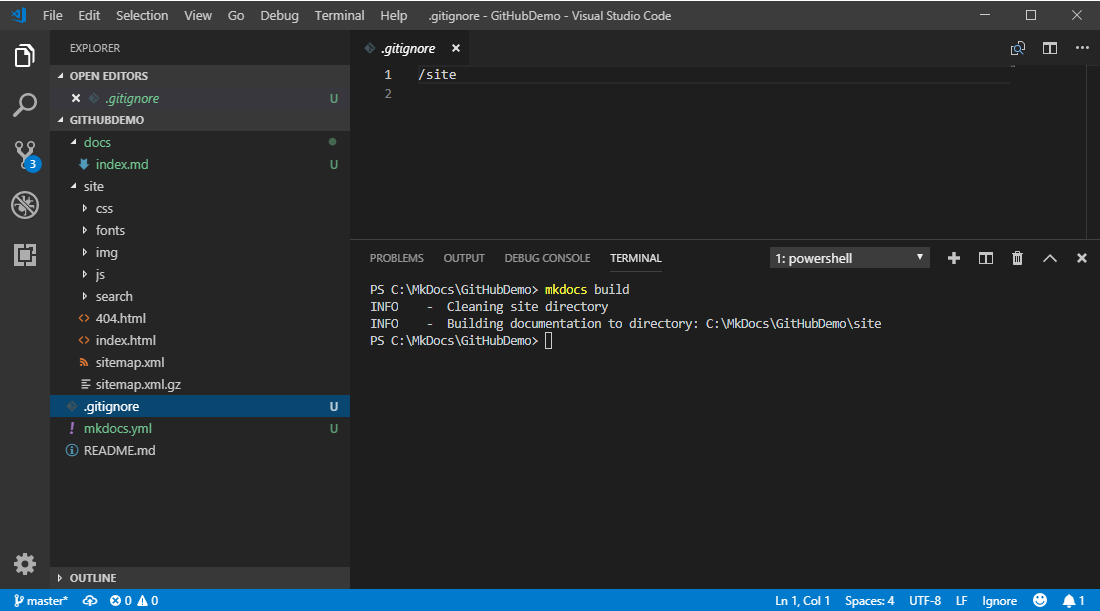 File Edit Selection View Go Debug Terminal Help .gitignore - GitHubDemo - Visual Studio Code
EXPLORER
OPEN EDITORS
.gitignore U
GITHUBDEMO
docs
index.md U
site
css
fonts
img
js
search
404.html
index.html
sitemap.xml
sitemap.xml.gz
.gitignore U
mkdocs.yml U
README.md
OUTLINE
3
.gitignore
1 /site
2
PROBLEMS OUTPUT DEBUG CONSOLE TERMINAL 1: powershell
PS C:\MkDocs\GitHubDemo> mkdocs build
INFO - Cleaning site directory
INFO - Building documentation to directory: C:\MkDocs\GitHubDemo\site
PS C:\MkDocs\GitHubDemo>
master* 0 0 Ln 1, Col 1 Spaces: 4 UTF-8 LF Ignore 1